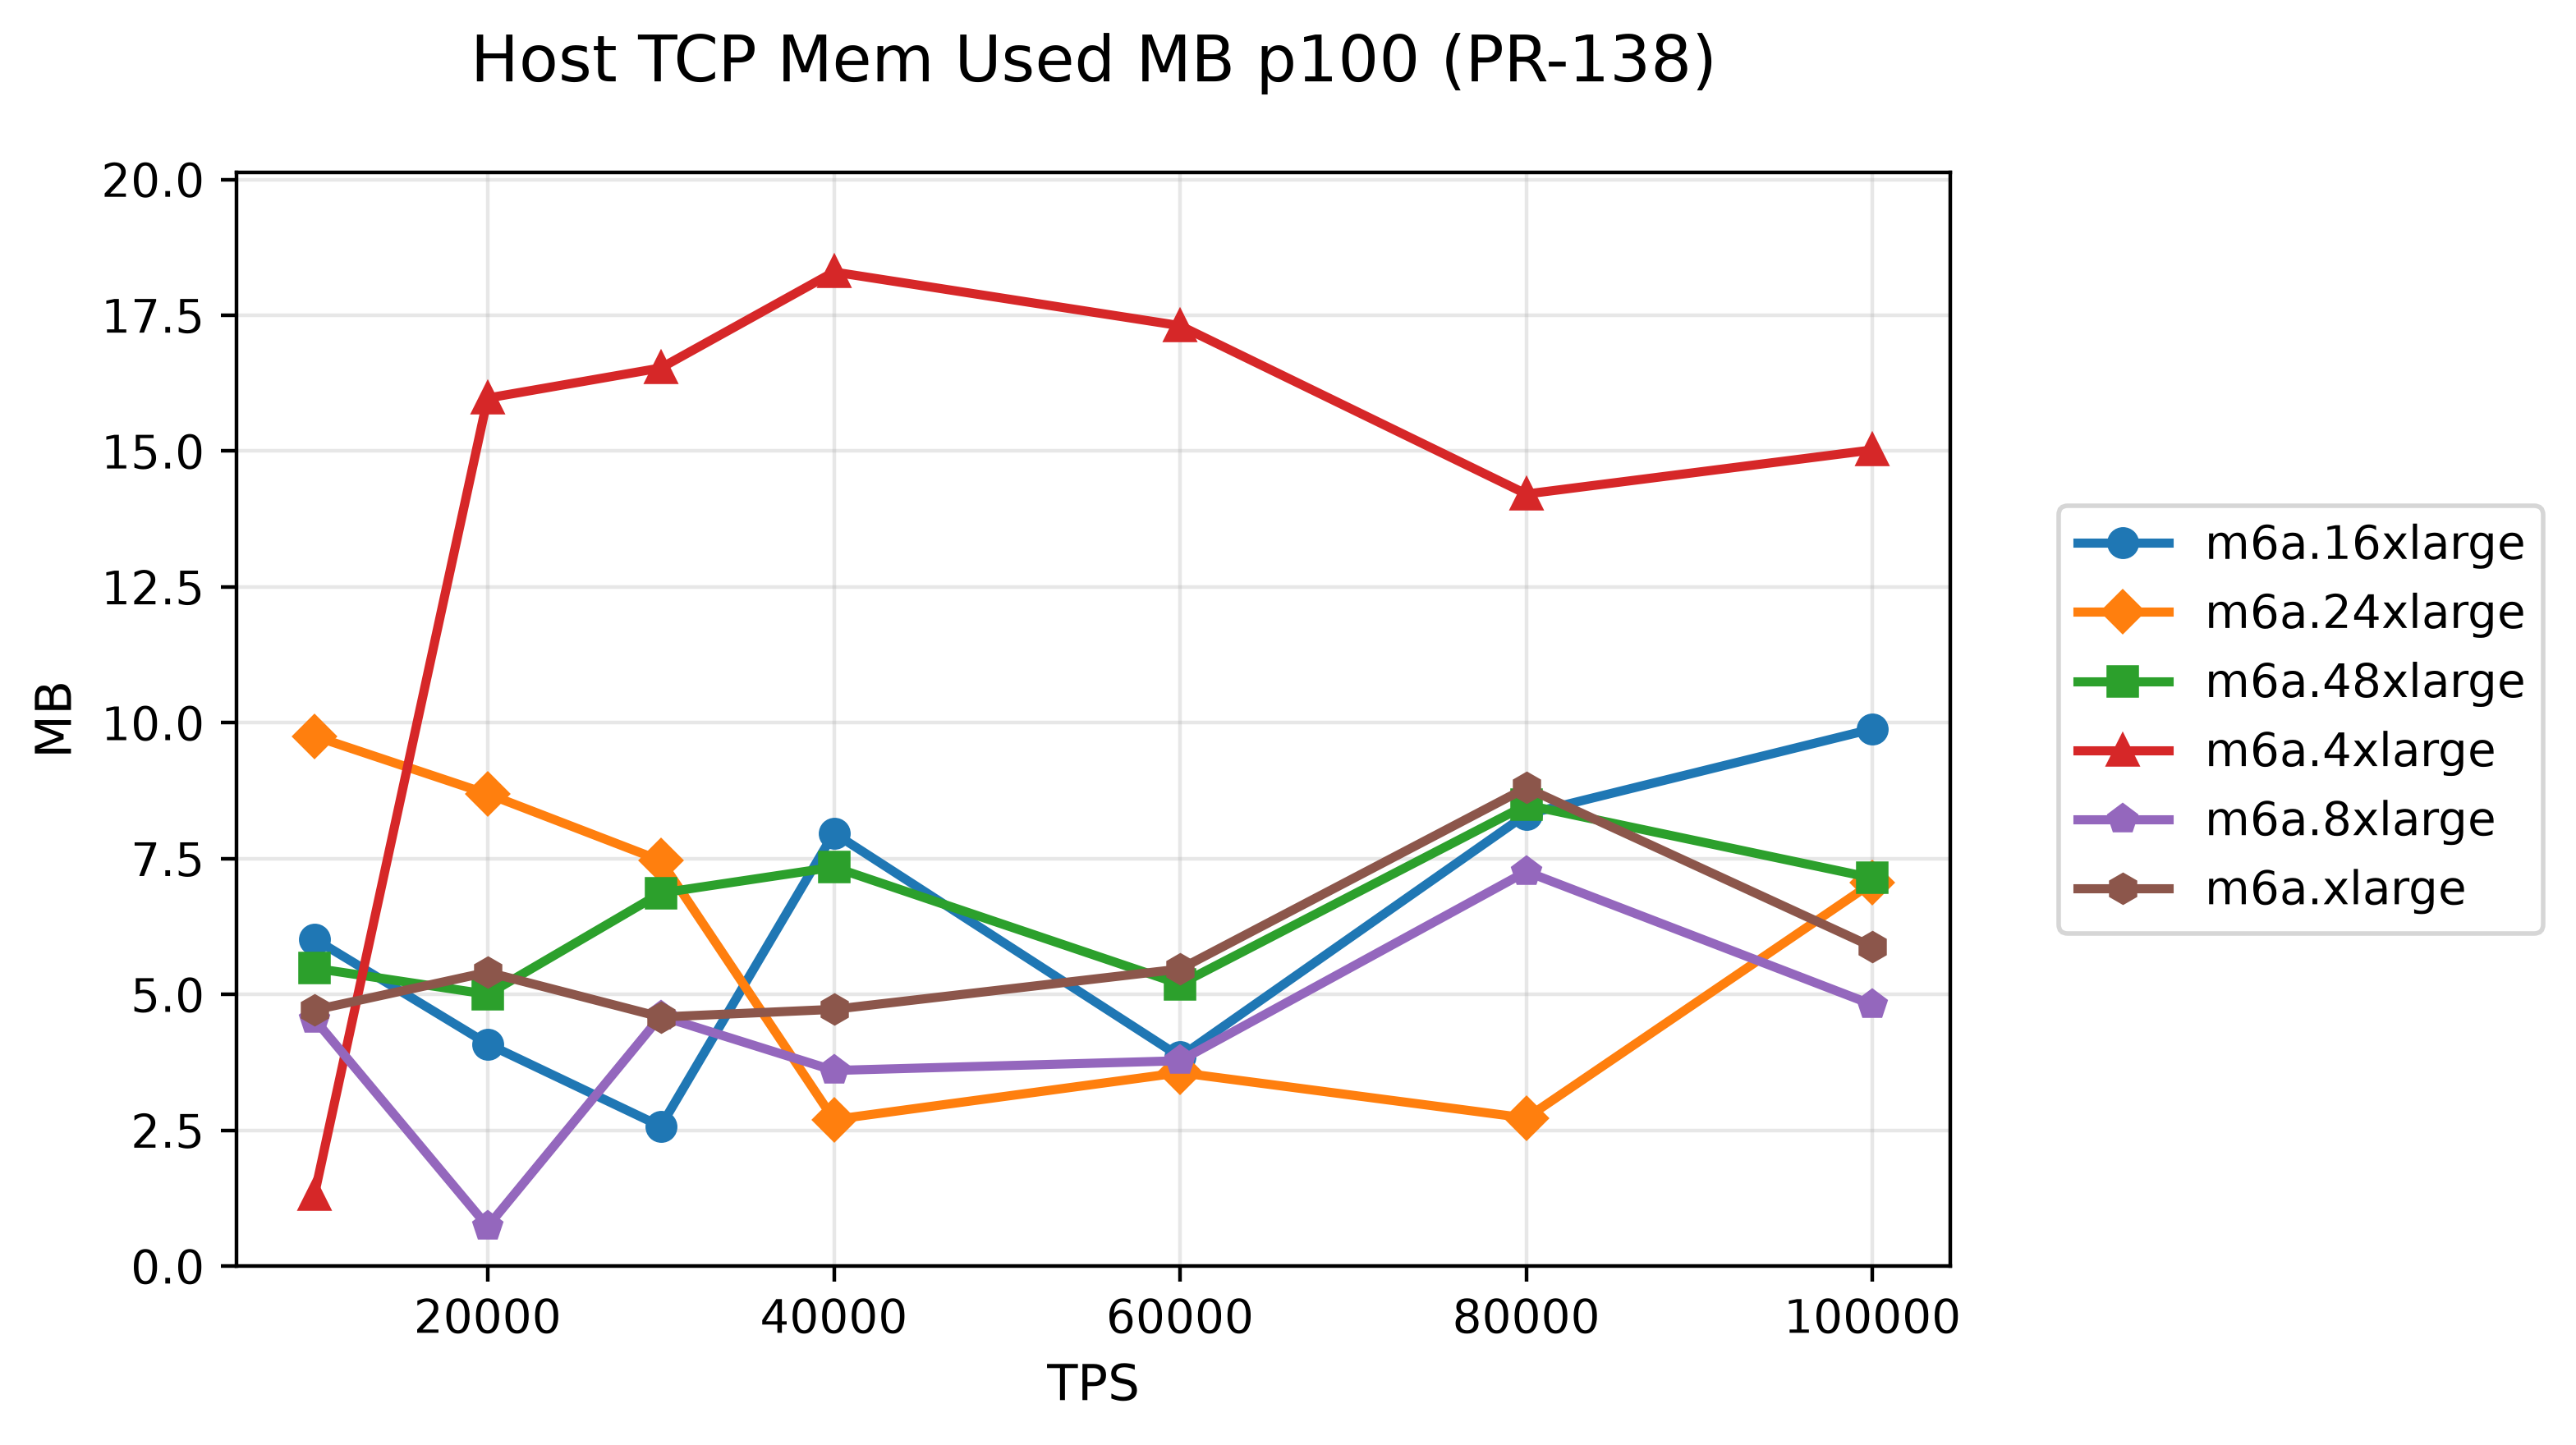 Host TCP Mem Used MB p100 (PR-138)
20.0
17.5
15.0
12.5
10.0
7.5
5.0
2.5
0.0
MB
20000 40000 60000 80000 100000
TPS
m6a.16xlarge
m6a.24xlarge
m6a.48xlarge
m6a.4xlarge
m6a.8xlarge
m6a.xlarge